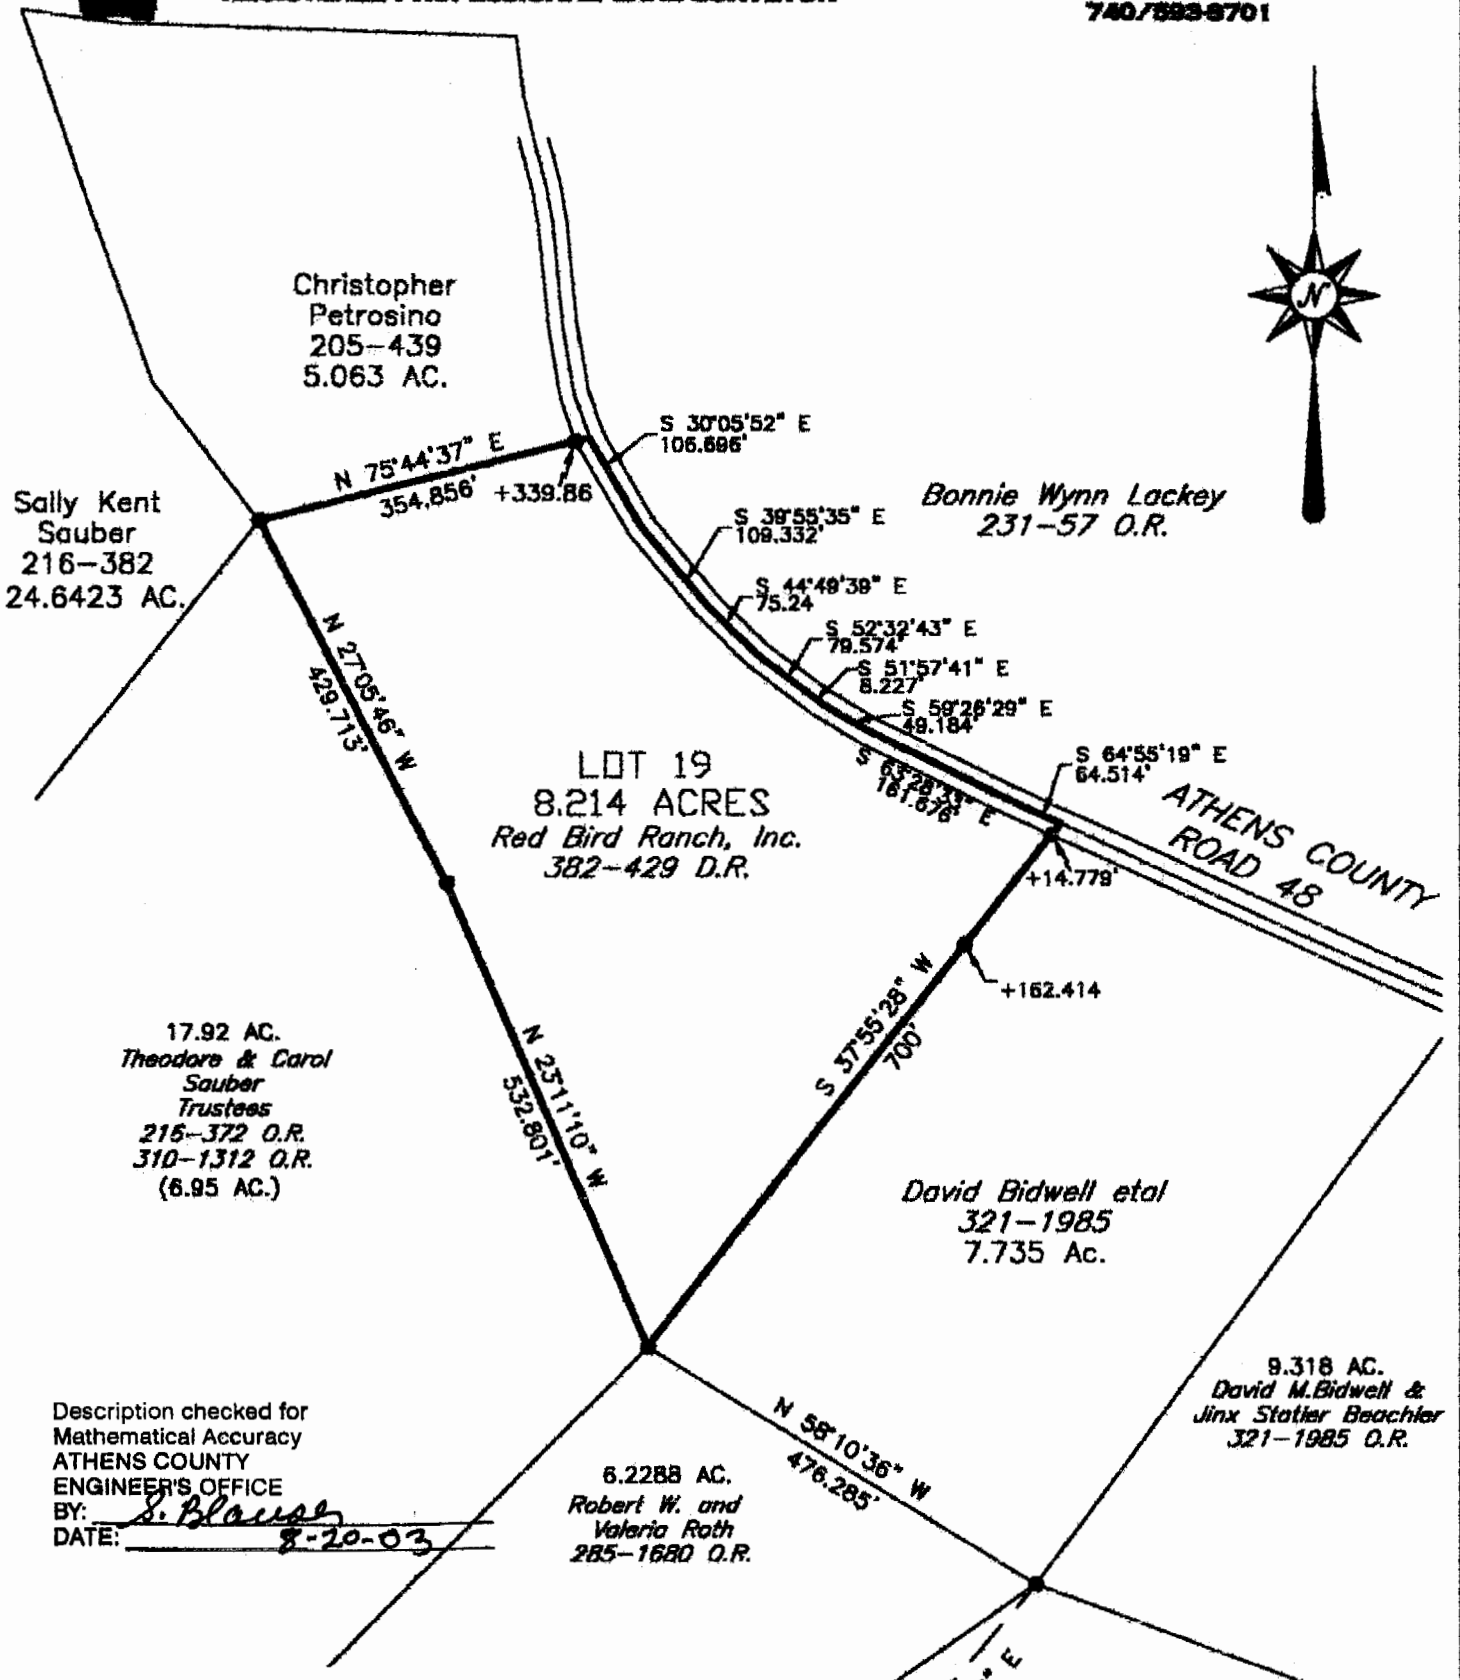 740/593-8701
Christopher
Petrosino
205-439
5.063 AC.
S 30°05'52" E
106.696'
N 75°44'37" E
354.856'
+339.86
Sally Kent
Sauber
216-382
24.6423 AC.
Bonnie Wynn Lackey
231-57 O.R.
S 39°55'35" E
109.332'
S 44°49'39" E
75.24
S 52°32'43" E
79.574'
S 51°57'41" E
8.227'
S 59°26'29" E
49.184'
S 64°55'19" E
64.514'
S 63°28'33" E
161.676'
N
N 27°05'46" W
429.713'
LOT 19
8.214 ACRES
Red Bird Ranch, Inc.
382-429 D.R.
ATHENS COUNTY
ROAD 48
+14.779'
+162.414
S 37°55'28" W
700'
N 23°11'10" W
532.801'
17.92 AC.
Theodore & Carol
Sauber
Trustees
216-372 O.R.
310-1312 O.R.
(6.95 AC.)
David Bidwell etal
321-1985
7.735 Ac.
9.318 AC.
David M.Bidwell &
Jinx Statler Beachler
321-1985 O.R.
N 58°10'36" W
476.285'
Description checked for
Mathematical Accuracy
ATHENS COUNTY
ENGINEER'S OFFICE
BY: S. Blauser
DATE: 8-20-03
6.2288 AC.
Robert W. and
Valeria Roth
285-1680 O.R.
E